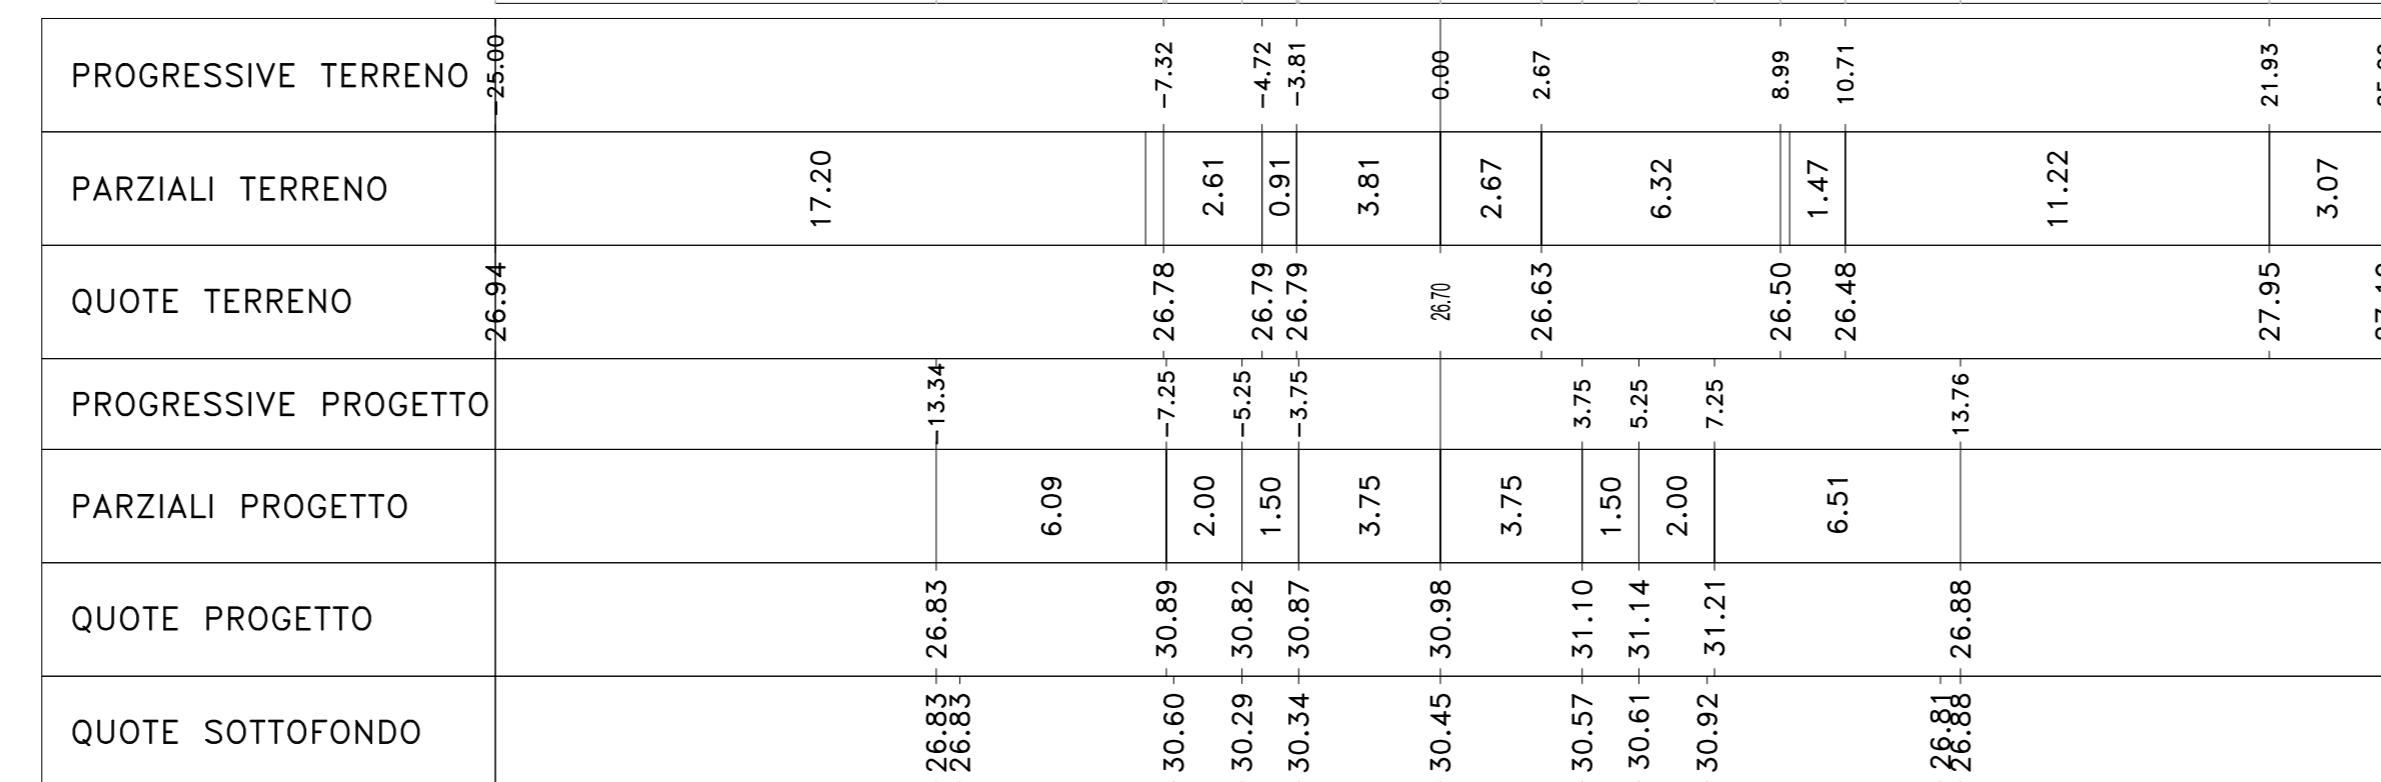 PROGRESSIVE TERRENO -25.00 -7.32 -4.72 -3.81 0.00 2.67 8.99 10.71 21.93
PARZIALI TERRENO 17.20 2.61 0.91 3.81 2.67 6.32 1.47 11.22 3.07
QUOTE TERRENO 26.94 26.78 26.79 26.79 26.70 26.63 26.50 26.48 27.95
PROGRESSIVE PROGETTO -13.34 -7.25 -5.25 -3.75 3.75 5.25 7.25 13.76
PARZIALI PROGETTO 6.09 2.00 1.50 3.75 3.75 1.50 2.00 6.51
QUOTE PROGETTO 26.83 30.89 30.82 30.87 30.98 31.10 31.14 31.21 26.88
QUOTE SOTTOFONDO 26.83 26.83 30.60 30.29 30.34 30.45 30.57 30.61 30.92 26.81 26.88